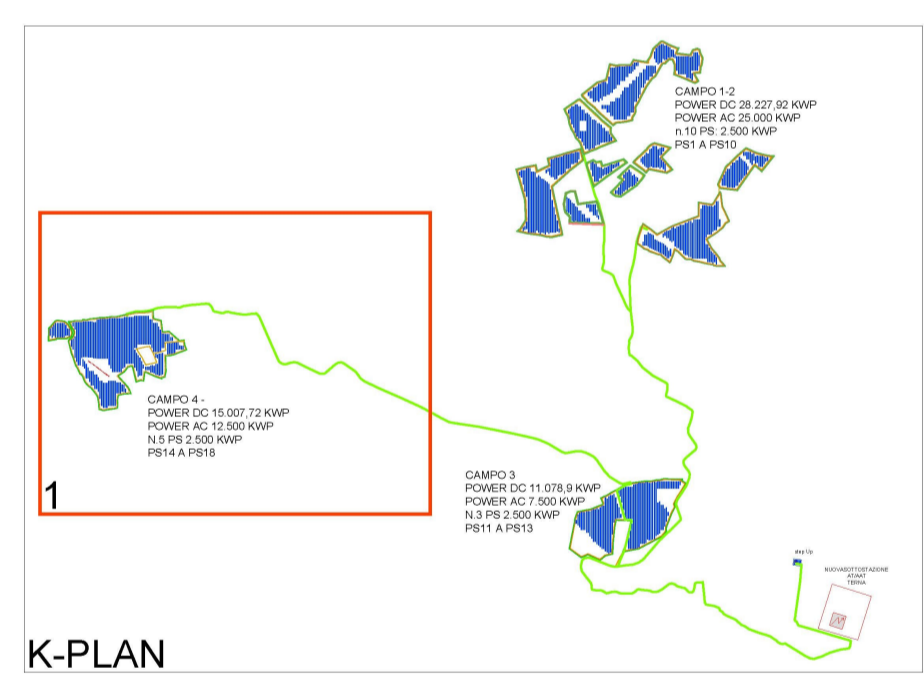 CAMPO 1-2
POWER DC 28.227,92 KWP
POWER AC 25.000 KWP
n.10 PS: 2.500 KWP
PS1 A PS10
CAMPO 4 -
POWER DC 15.007,72 KWP
POWER AC 12.500 KWP
N.5 PS 2.500 KWP
PS14 A PS18
1
CAMPO 3
POWER DC 11.078,9 KWP
POWER AC 7.500 KWP
N.3 PS 2.500 KWP
PS11 A PS13
step Up
NUOVASOTTOSTAZIONE
AT/AAT
TERNA
K-PLAN